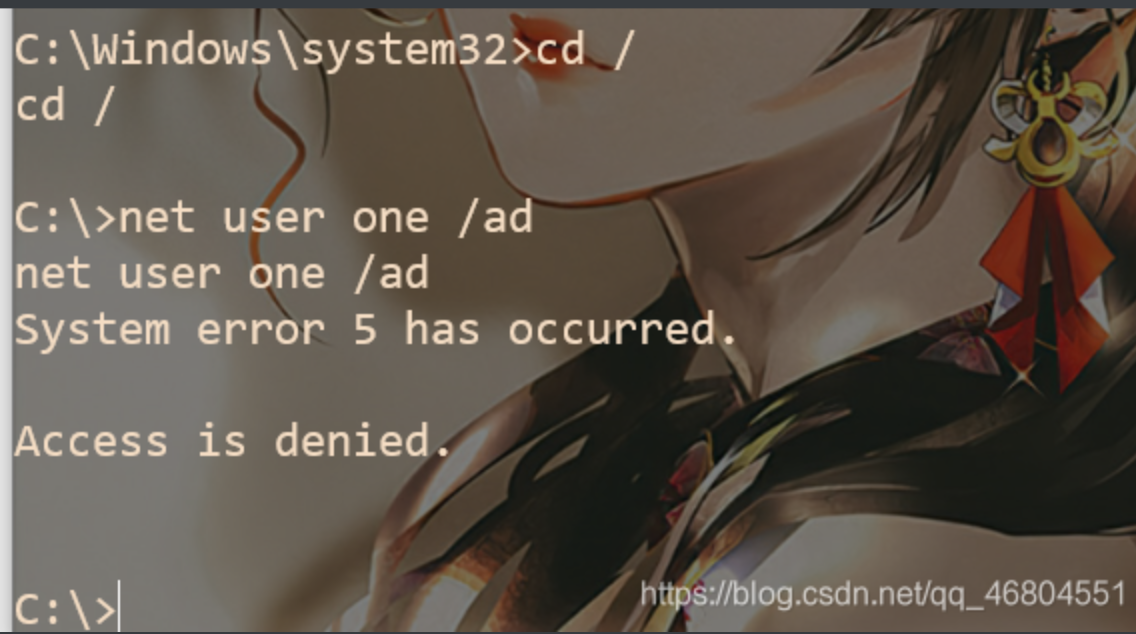 C:\Windows\system32>cd /
cd /
C:\>net user one /ad
net user one /ad
System error 5 has occurred.
Access is denied.
C:\>
https://blog.csdn.net/qq_46804551